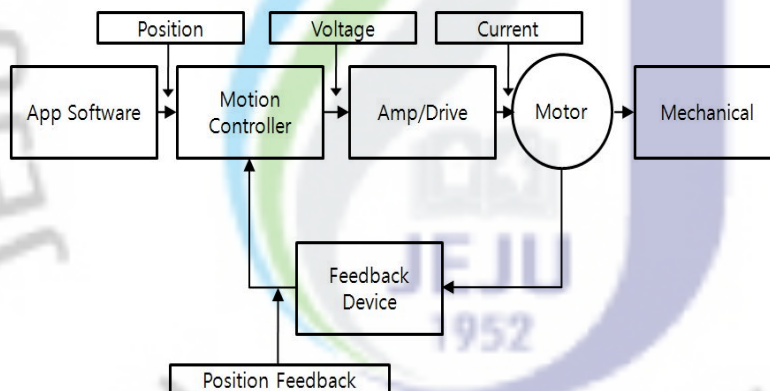 Position
Voltage
Current
App Software
Motion
Controller
Amp/Drive
Motor
Mechanical
Feedback
Device
Position Feedback
JEJU
1952